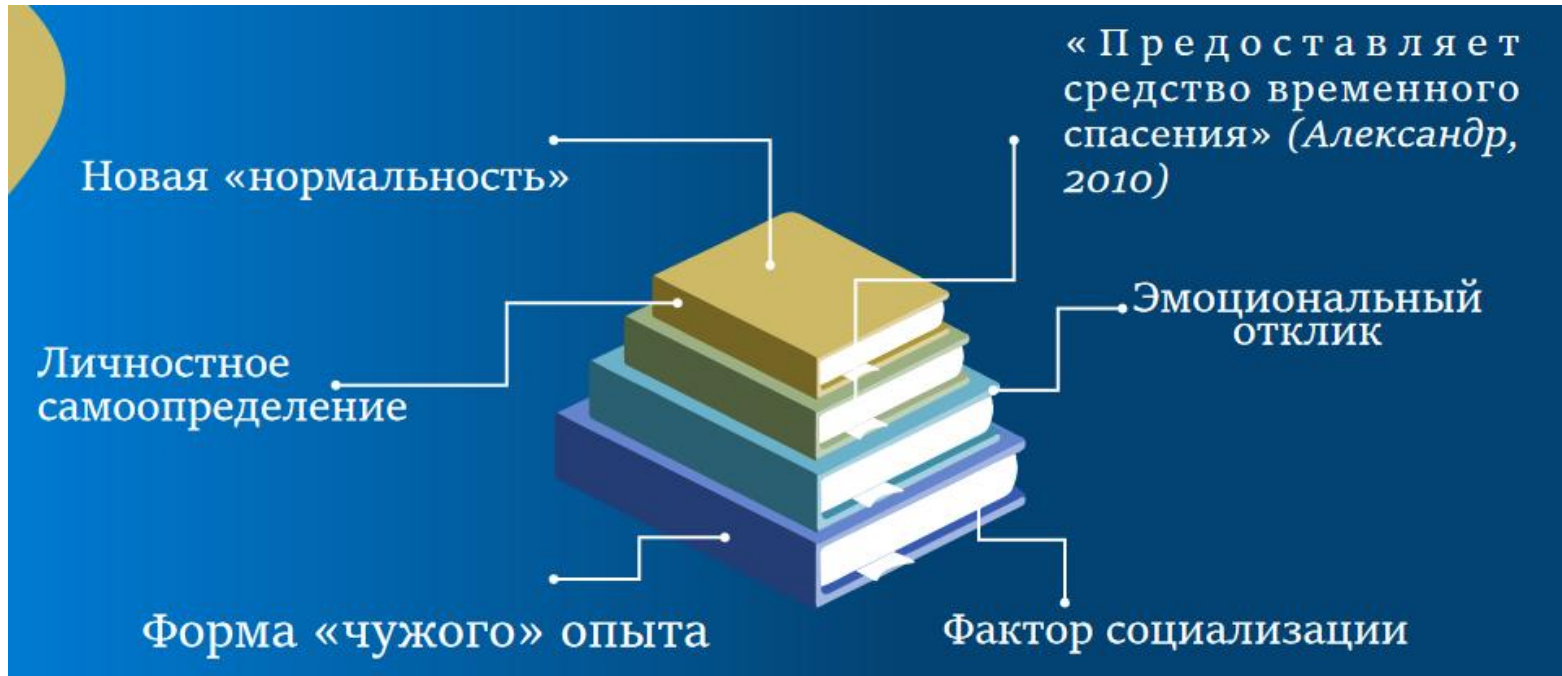 « П р е д о с т а в л я е т
средство временного
спасения» (Александр,
2010)
Новая «нормальность»
Эмоциональный
отклик
Личностное
самоопределение
Форма «чужого» опыта
Фактор социализации